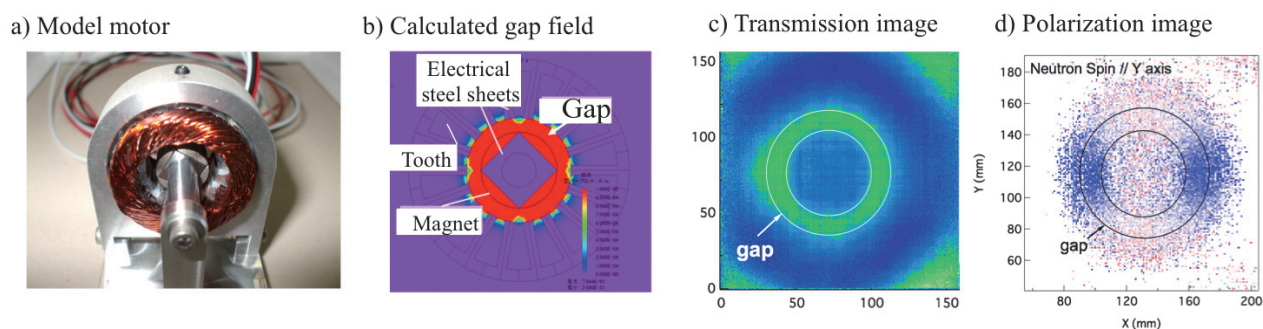 a) Model motor
b) Calculated gap field
c) Transmission image
d) Polarization image
Electrical
steel sheets
Gap
Tooth
Magnet
150
100
50
0
gap
0
50
100
150
Neutron Spin // Y axis
180
160
140
120
100
80
60
Y (mm)
gap
80
120
160
200
X (mm)